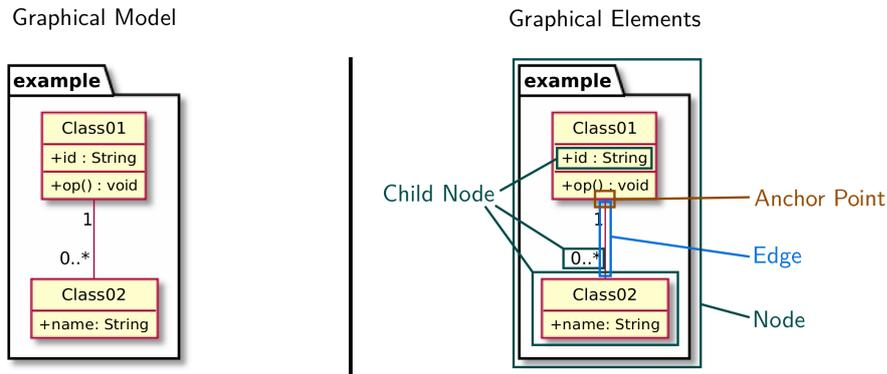 Graphical Model
example
Class01
+id : String
+op() : void
1
0..*
Class02
+name: String
Graphical Elements
example
Class01
+id : String
+op() : void
1
0..*
Class02
+name: String
Child Node
Anchor Point
Edge
Node